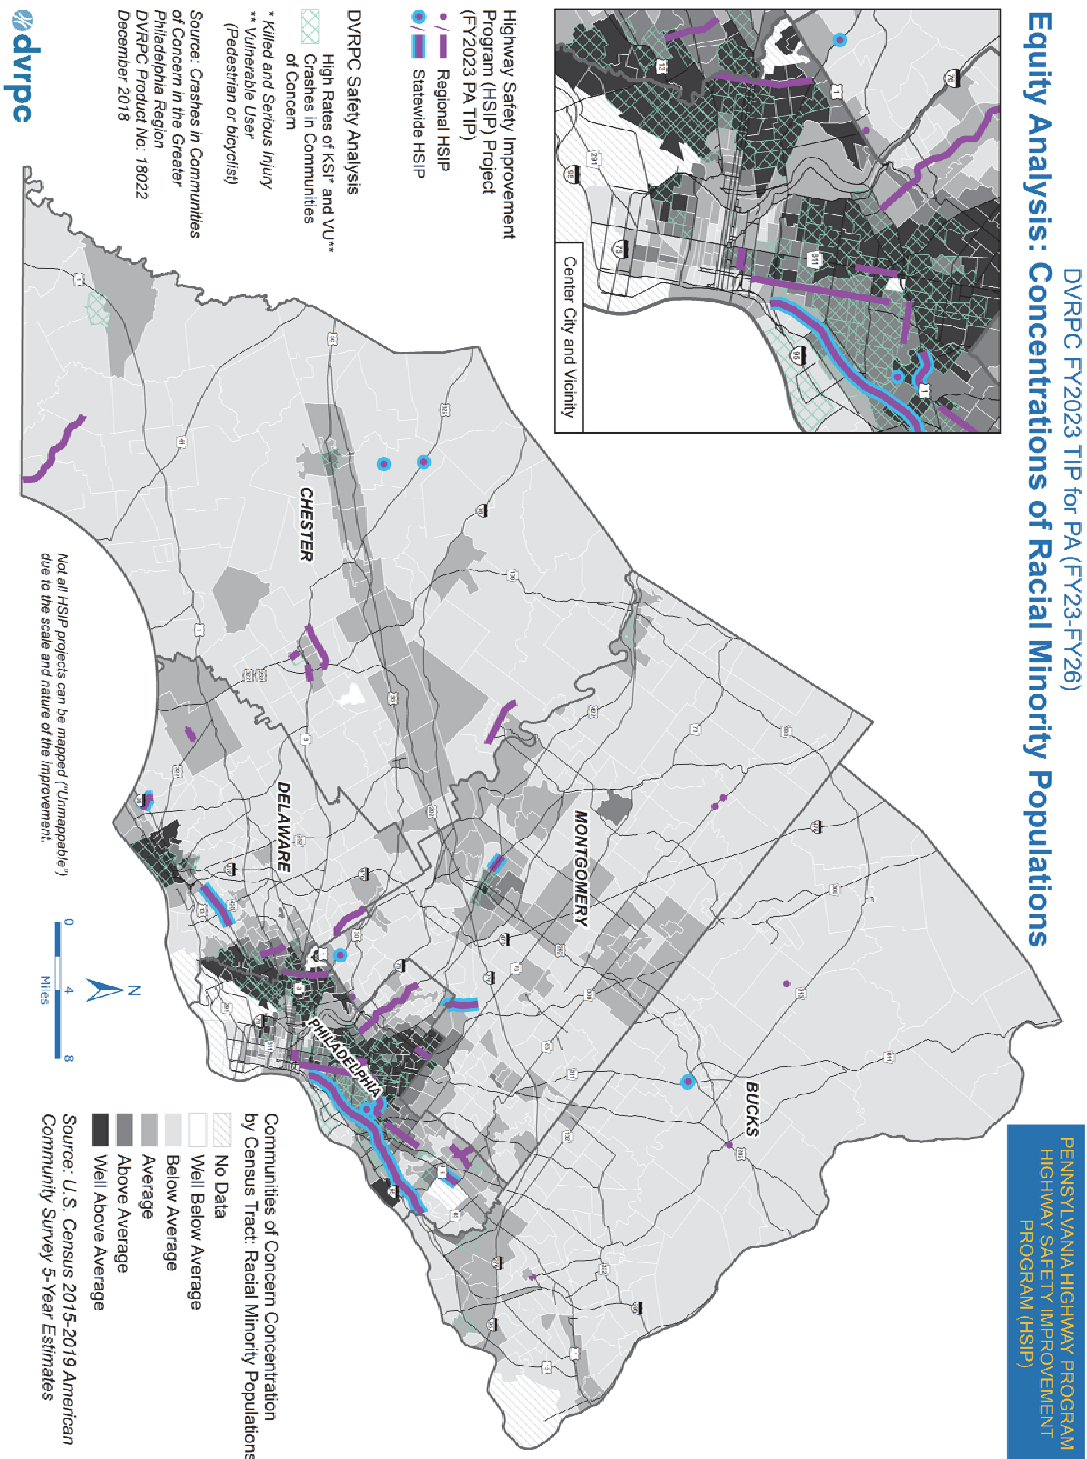 DVRPC FY2023 TIP for PA (FY23-FY26)
Equity Analysis: Concentrations of Racial Minority Populations
PENNSYLVANIA HIGHWAY PROGRAM
HIGHWAY SAFETY IMPROVEMENT
PROGRAM (HSIP)
Center City and Vicinity
Highway Safety Improvement
Program (HSIP) Project
(FY2023 PA TIP)
Regional HSIP
Statewide HSIP
DVRPC Safety Analysis
High Rates of KSI* and VU**
Crashes in Communities
of Concern
* Killed and Serious Injury
** Vulnerable User
(Pedestrian or bicyclist)
Source: Crashes in Communities
of Concern in the Greater
Philadelphia Region
DVRPC Product No: 18022
December 2018
dvrpc
CHESTER
DELAWARE
MONTGOMERY
PHILADELPHIA
BUCKS
Not all HSIP projects can be mapped ("Unmappable")
due to the scale and nature of the improvement.
0 4 8
Miles
N
Communities of Concern Concentration
by Census Tract: Racial Minority Populations
No Data
Well Below Average
Below Average
Average
Above Average
Well Above Average
Source: U.S. Census 2015-2019 American
Community Survey 5-Year Estimates